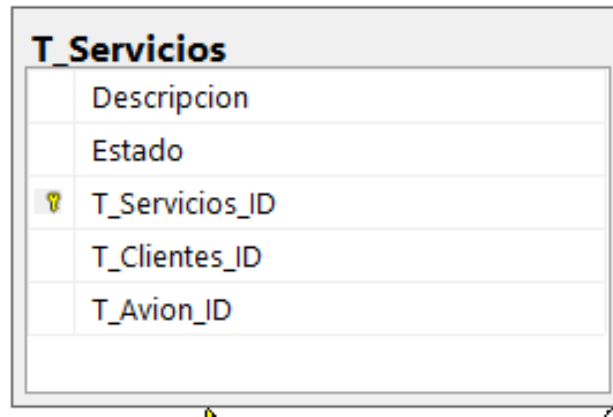 T_Servicios
Descripcion
Estado
T_Servicios_ID
T_Clientes_ID
T_Avion_ID